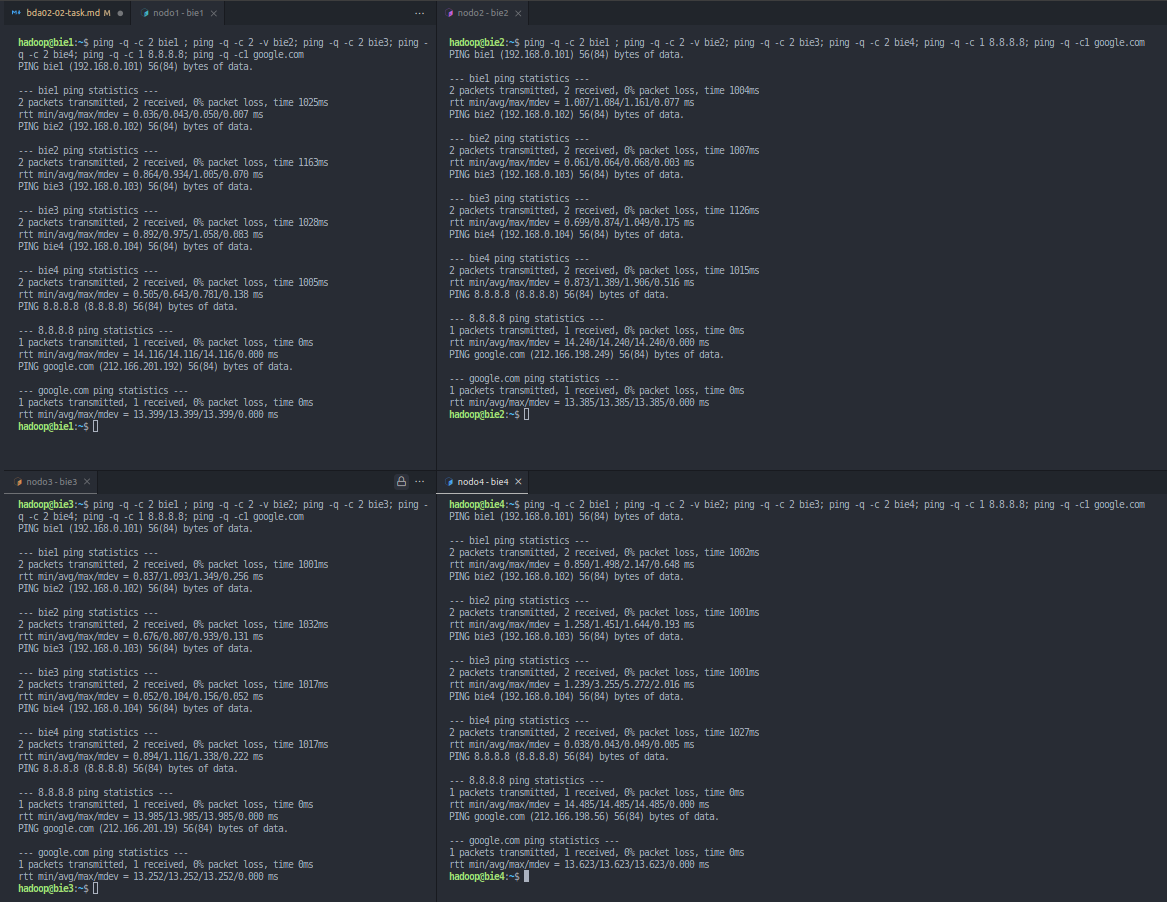 bda02-02-task.md M
nodo1 - bie1
hadoop@bie1:~$ ping -q -c 2 bie1 ; ping -q -c 2 -v bie2; ping -q -c 2 bie3; ping -
q -c 2 bie4; ping -q -c 1 8.8.8.8; ping -q -c1 google.com
PING bie1 (192.168.0.101) 56(84) bytes of data.
--- bie1 ping statistics ---
2 packets transmitted, 2 received, 0% packet loss, time 1025ms
rtt min/avg/max/mdev = 0.036/0.043/0.050/0.007 ms
PING bie2 (192.168.0.102) 56(84) bytes of data.
--- bie2 ping statistics ---
2 packets transmitted, 2 received, 0% packet loss, time 1163ms
rtt min/avg/max/mdev = 0.864/0.934/1.005/0.070 ms
PING bie3 (192.168.0.103) 56(84) bytes of data.
--- bie3 ping statistics ---
2 packets transmitted, 2 received, 0% packet loss, time 1028ms
rtt min/avg/max/mdev = 0.892/0.975/1.058/0.083 ms
PING bie4 (192.168.0.104) 56(84) bytes of data.
--- bie4 ping statistics ---
2 packets transmitted, 2 received, 0% packet loss, time 1005ms
rtt min/avg/max/mdev = 0.505/0.643/0.781/0.138 ms
PING 8.8.8.8 (8.8.8.8) 56(84) bytes of data.
--- 8.8.8.8 ping statistics ---
1 packets transmitted, 1 received, 0% packet loss, time 0ms
rtt min/avg/max/mdev = 14.116/14.116/14.116/0.000 ms
PING google.com (212.166.201.192) 56(84) bytes of data.
--- google.com ping statistics ---
1 packets transmitted, 1 received, 0% packet loss, time 0ms
rtt min/avg/max/mdev = 13.399/13.399/13.399/0.000 ms
hadoop@bie1:~$
nodo2 - bie2
hadoop@bie2:~$ ping -q -c 2 bie1 ; ping -q -c 2 -v bie2; ping -q -c 2 bie3; ping -q -c 2 bie4; ping -q -c 1 8.8.8.8; ping -q -c1 google.com
PING bie1 (192.168.0.101) 56(84) bytes of data.
--- bie1 ping statistics ---
2 packets transmitted, 2 received, 0% packet loss, time 1004ms
rtt min/avg/max/mdev = 1.007/1.084/1.161/0.077 ms
PING bie2 (192.168.0.102) 56(84) bytes of data.
--- bie2 ping statistics ---
2 packets transmitted, 2 received, 0% packet loss, time 1007ms
rtt min/avg/max/mdev = 0.061/0.064/0.068/0.003 ms
PING bie3 (192.168.0.103) 56(84) bytes of data.
--- bie3 ping statistics ---
2 packets transmitted, 2 received, 0% packet loss, time 1126ms
rtt min/avg/max/mdev = 0.699/0.874/1.049/0.175 ms
PING bie4 (192.168.0.104) 56(84) bytes of data.
--- bie4 ping statistics ---
2 packets transmitted, 2 received, 0% packet loss, time 1015ms
rtt min/avg/max/mdev = 0.873/1.389/1.906/0.516 ms
PING 8.8.8.8 (8.8.8.8) 56(84) bytes of data.
--- 8.8.8.8 ping statistics ---
1 packets transmitted, 1 received, 0% packet loss, time 0ms
rtt min/avg/max/mdev = 14.240/14.240/14.240/0.000 ms
PING google.com (212.166.198.249) 56(84) bytes of data.
--- google.com ping statistics ---
1 packets transmitted, 1 received, 0% packet loss, time 0ms
rtt min/avg/max/mdev = 13.385/13.385/13.385/0.000 ms
hadoop@bie2:~$
nodo3 - bie3
hadoop@bie3:~$ ping -q -c 2 bie1 ; ping -q -c 2 -v bie2; ping -q -c 2 bie3; ping -
q -c 2 bie4; ping -q -c 1 8.8.8.8; ping -q -c1 google.com
PING bie1 (192.168.0.101) 56(84) bytes of data.
--- bie1 ping statistics ---
2 packets transmitted, 2 received, 0% packet loss, time 1001ms
rtt min/avg/max/mdev = 0.837/1.093/1.349/0.256 ms
PING bie2 (192.168.0.102) 56(84) bytes of data.
--- bie2 ping statistics ---
2 packets transmitted, 2 received, 0% packet loss, time 1032ms
rtt min/avg/max/mdev = 0.676/0.807/0.939/0.131 ms
PING bie3 (192.168.0.103) 56(84) bytes of data.
--- bie3 ping statistics ---
2 packets transmitted, 2 received, 0% packet loss, time 1017ms
rtt min/avg/max/mdev = 0.052/0.104/0.156/0.052 ms
PING bie4 (192.168.0.104) 56(84) bytes of data.
--- bie4 ping statistics ---
2 packets transmitted, 2 received, 0% packet loss, time 1017ms
rtt min/avg/max/mdev = 0.894/1.116/1.338/0.222 ms
PING 8.8.8.8 (8.8.8.8) 56(84) bytes of data.
--- 8.8.8.8 ping statistics ---
1 packets transmitted, 1 received, 0% packet loss, time 0ms
rtt min/avg/max/mdev = 13.985/13.985/13.985/0.000 ms
PING google.com (212.166.201.19) 56(84) bytes of data.
--- google.com ping statistics ---
1 packets transmitted, 1 received, 0% packet loss, time 0ms
rtt min/avg/max/mdev = 13.252/13.252/13.252/0.000 ms
hadoop@bie3:~$
nodo4 - bie4
hadoop@bie4:~$ ping -q -c 2 bie1 ; ping -q -c 2 -v bie2; ping -q -c 2 bie3; ping -q -c 2 bie4; ping -q -c 1 8.8.8.8; ping -q -c1 google.com
PING bie1 (192.168.0.101) 56(84) bytes of data.
--- bie1 ping statistics ---
2 packets transmitted, 2 received, 0% packet loss, time 1002ms
rtt min/avg/max/mdev = 0.850/1.498/2.147/0.648 ms
PING bie2 (192.168.0.102) 56(84) bytes of data.
--- bie2 ping statistics ---
2 packets transmitted, 2 received, 0% packet loss, time 1001ms
rtt min/avg/max/mdev = 1.258/1.451/1.644/0.193 ms
PING bie3 (192.168.0.103) 56(84) bytes of data.
--- bie3 ping statistics ---
2 packets transmitted, 2 received, 0% packet loss, time 1001ms
rtt min/avg/max/mdev = 1.239/3.255/5.272/2.016 ms
PING bie4 (192.168.0.104) 56(84) bytes of data.
--- bie4 ping statistics ---
2 packets transmitted, 2 received, 0% packet loss, time 1027ms
rtt min/avg/max/mdev = 0.038/0.043/0.049/0.005 ms
PING 8.8.8.8 (8.8.8.8) 56(84) bytes of data.
--- 8.8.8.8 ping statistics ---
1 packets transmitted, 1 received, 0% packet loss, time 0ms
rtt min/avg/max/mdev = 14.485/14.485/14.485/0.000 ms
PING google.com (212.166.198.56) 56(84) bytes of data.
--- google.com ping statistics ---
1 packets transmitted, 1 received, 0% packet loss, time 0ms
rtt min/avg/max/mdev = 13.623/13.623/13.623/0.000 ms
hadoop@bie4:~$